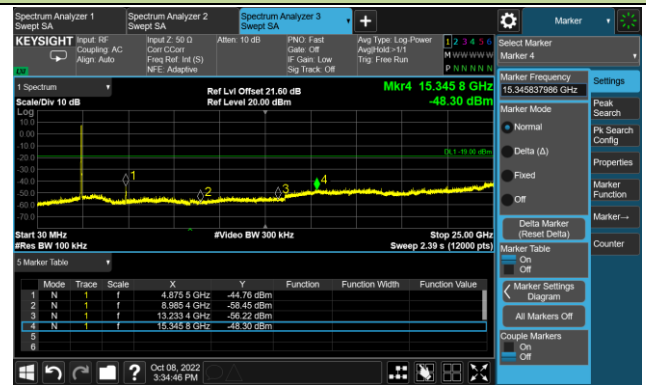 Spectrum Analyzer 1
Swept SA
Spectrum Analyzer 2
Swept SA
Spectrum Analyzer 3
Swept SA
Marker
KEYSIGHT
Input: RF
Coupling: AC
Align: Auto
Input Z: 50 Ω
Corr CCorr
Freq Ref: Int (S)
NFE: Adaptive
Atten: 10 dB
PNO: Fast
Gate: Off
IF Gain: Low
Sig Track: Off
Avg Type: Log-Power
Avg|Hold:>1/1
Trig: Free Run
1 2 3 4 5 6
M W W W W W
P N N N N N
LXI
Select Marker
Marker 4
1 Spectrum
Scale/Div 10 dB
Ref Lvl Offset 21.60 dB
Ref Level 20.00 dBm
Mkr4 15.345 8 GHz
-48.30 dBm
Log
10.0
0.00
-10.0
-20.0
-30.0
-40.0
-50.0
-60.0
-70.0
DL1 -19.00 dBm
1
2
3
4
Start 30 MHz
#Video BW 300 kHz
Stop 25.00 GHz
#Res BW 100 kHz
Sweep 2.39 s (12000 pts)
5 Marker Table
Mode Trace Scale X Y Function Function Width Function Value
1 N 1 f 4.875 5 GHz -44.76 dBm
2 N 1 f 8.985 4 GHz -58.45 dBm
3 N 1 f 13.233 4 GHz -56.22 dBm
4 N 1 f 15.345 8 GHz -48.30 dBm
5
6
Marker Frequency
15.345837986 GHz
Marker Mode
Normal
Delta (Δ)
Fixed
Off
Delta Marker
(Reset Delta)
Marker Table
On
Off
Marker Settings
Diagram
All Markers Off
Couple Markers
On
Off
Settings
Peak
Search
Pk Search
Config
Properties
Marker
Function
Marker→
Counter
?
Oct 08, 2022
3:34:46 PM